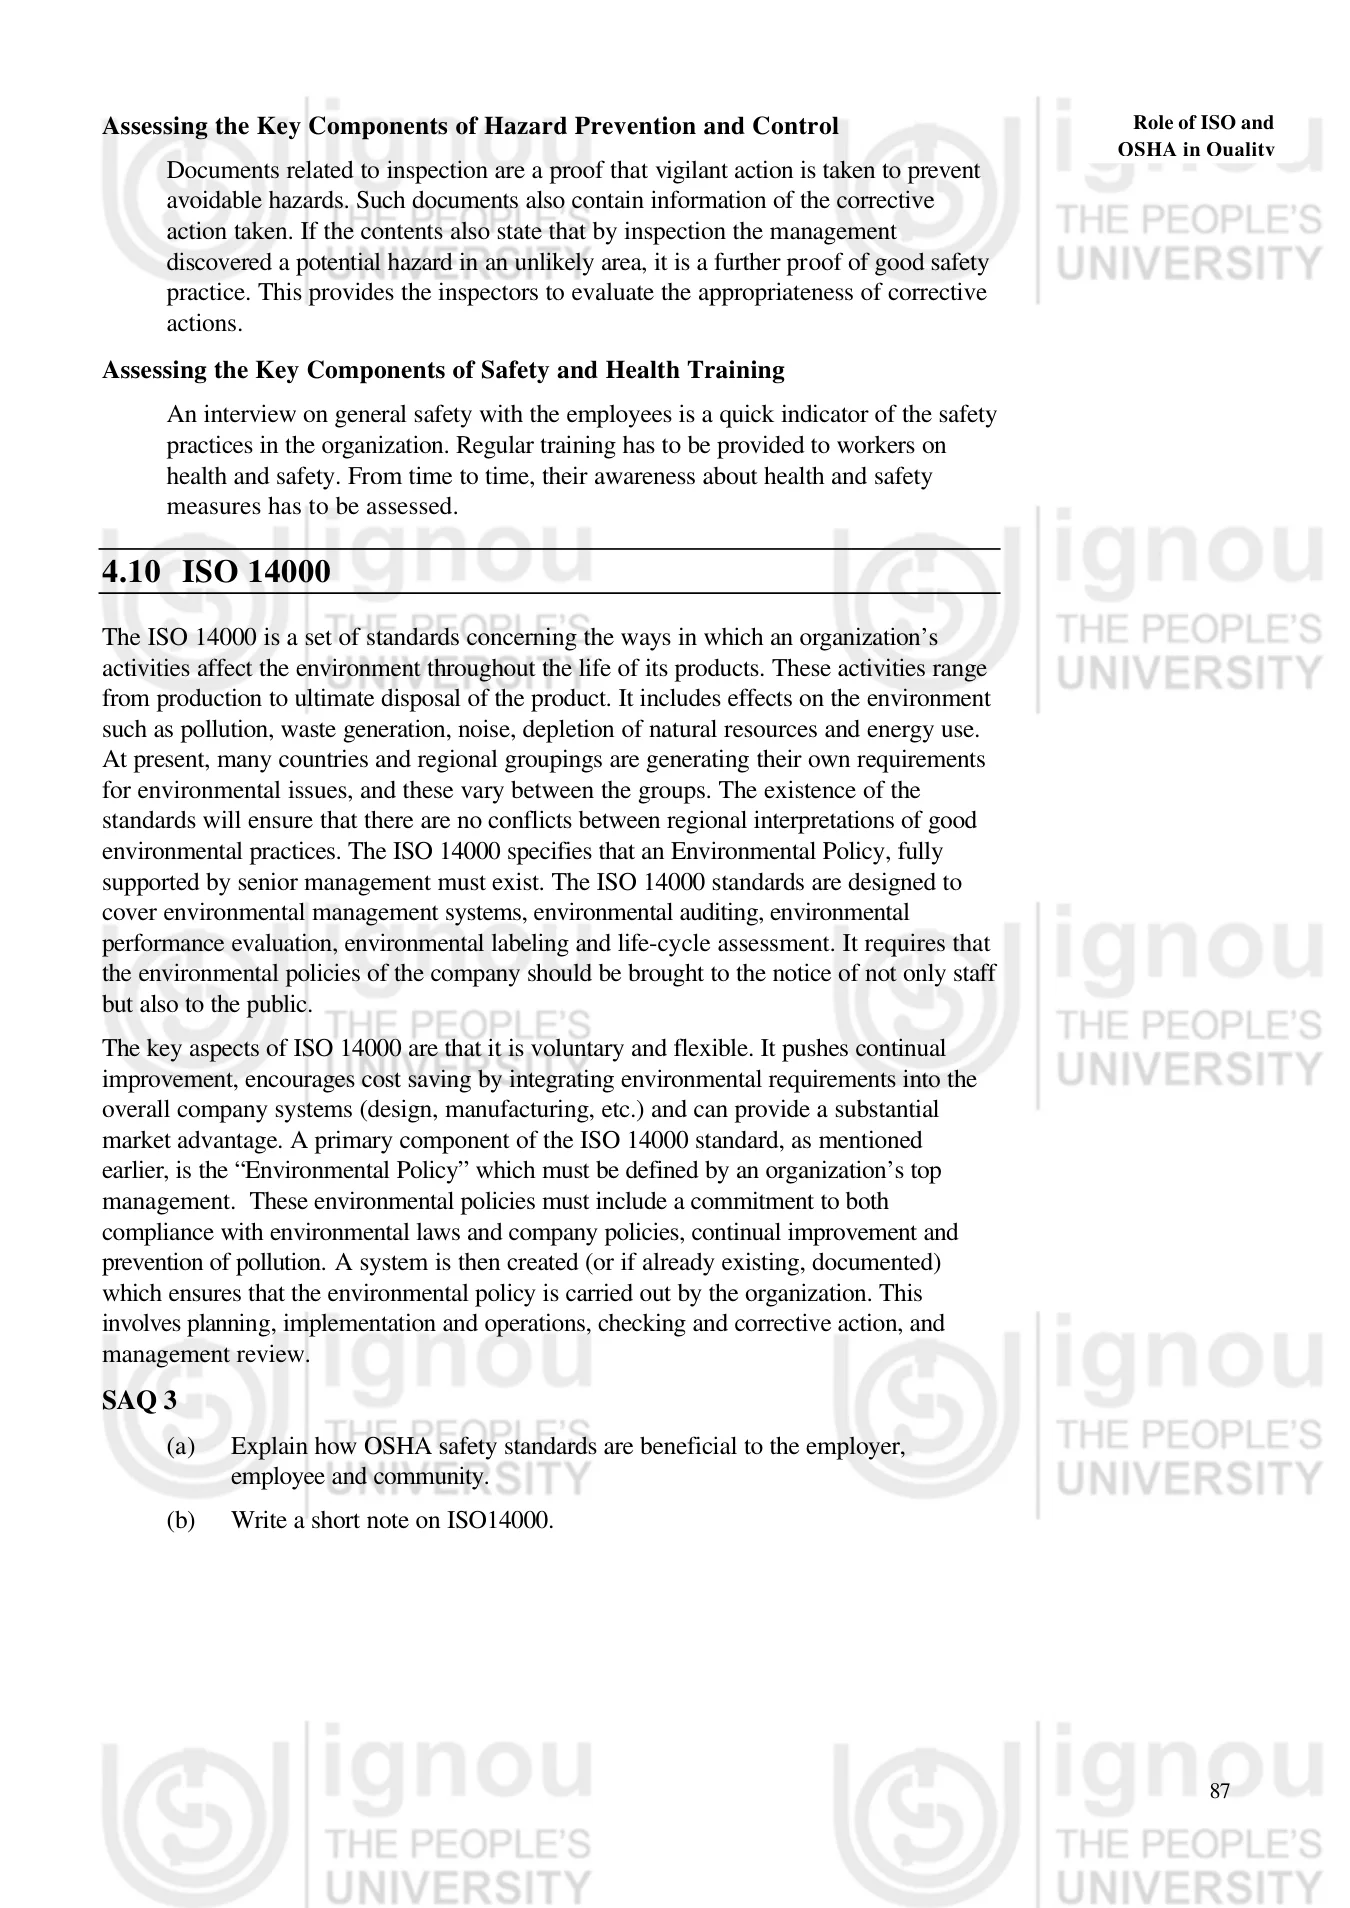 Assessing the Key Components of Hazard Prevention and Control
Role of ISO and
OSHA in Quality
Documents related to inspection are a proof that vigilant action is taken to prevent
avoidable hazards. Such documents also contain information of the corrective
action taken. If the contents also state that by inspection the management
discovered a potential hazard in an unlikely area, it is a further proof of good safety
practice. This provides the inspectors to evaluate the appropriateness of corrective
actions.
Assessing the Key Components of Safety and Health Training
An interview on general safety with the employees is a quick indicator of the safety
practices in the organization. Regular training has to be provided to workers on
health and safety. From time to time, their awareness about health and safety
measures has to be assessed.
4.10 ISO 14000
The ISO 14000 is a set of standards concerning the ways in which an organization’s
activities affect the environment throughout the life of its products. These activities range
from production to ultimate disposal of the product. It includes effects on the environment
such as pollution, waste generation, noise, depletion of natural resources and energy use.
At present, many countries and regional groupings are generating their own requirements
for environmental issues, and these vary between the groups. The existence of the
standards will ensure that there are no conflicts between regional interpretations of good
environmental practices. The ISO 14000 specifies that an Environmental Policy, fully
supported by senior management must exist. The ISO 14000 standards are designed to
cover environmental management systems, environmental auditing, environmental
performance evaluation, environmental labeling and life-cycle assessment. It requires that
the environmental policies of the company should be brought to the notice of not only staff
but also to the public.
The key aspects of ISO 14000 are that it is voluntary and flexible. It pushes continual
improvement, encourages cost saving by integrating environmental requirements into the
overall company systems (design, manufacturing, etc.) and can provide a substantial
market advantage. A primary component of the ISO 14000 standard, as mentioned
earlier, is the “Environmental Policy” which must be defined by an organization’s top
management. These environmental policies must include a commitment to both
compliance with environmental laws and company policies, continual improvement and
prevention of pollution. A system is then created (or if already existing, documented)
which ensures that the environmental policy is carried out by the organization. This
involves planning, implementation and operations, checking and corrective action, and
management review.
SAQ 3
(a) Explain how OSHA safety standards are beneficial to the employer,
employee and community.
(b) Write a short note on ISO14000.
87
ignou
THE PEOPLE’S
UNIVERSITY